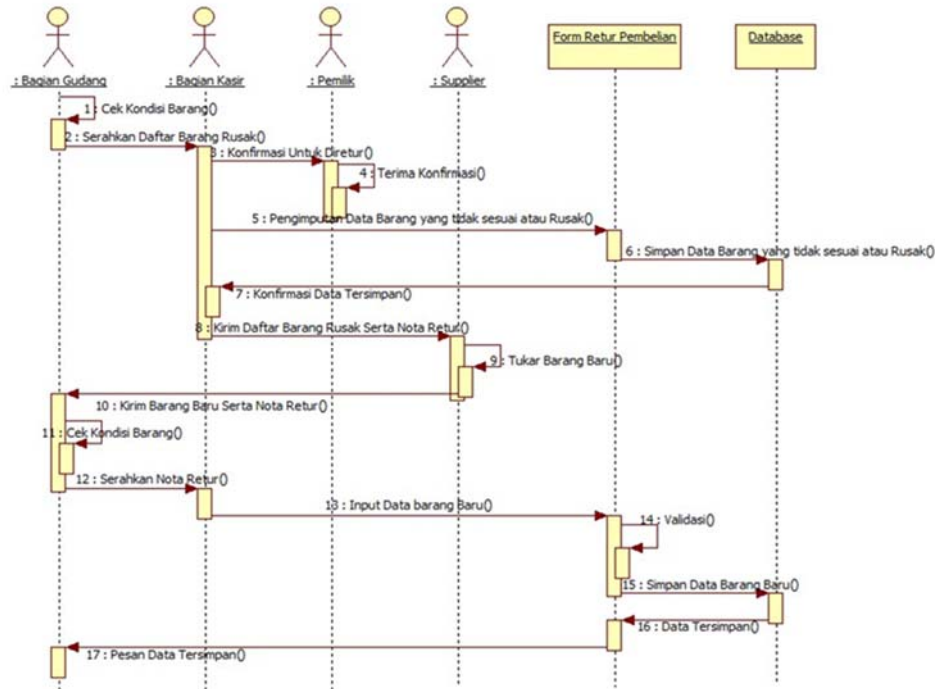 : Bagian Gudang
: Bagian Kasir
: Pemilik
: Supplier
Form Retur Pembelian
Database
1 : Cek Kondisi Barang()
2 : Serahkan Daftar Barang Rusak()
3 : Konfirmasi Untuk Diretur()
4 : Terima Konfirmasi()
5 : Pengimputan Data Barang yang tidak sesuai atau Rusak()
6 : Simpan Data Barang yang tidak sesuai atau Rusak()
7 : Konfirmasi Data Tersimpan()
8 : Kirim Daftar Barang Rusak Serta Nota Retur()
9 : Tukar Barang Baru()
10 : Kirim Barang Baru Serta Nota Retur()
11 : Cek Kondisi Barang()
12 : Serahkan Nota Retur()
13 : Input Data barang Baru()
14 : Validasi()
15 : Simpan Data Barang Baru()
16 : Data Tersimpan()
17 : Pesan Data Tersimpan()